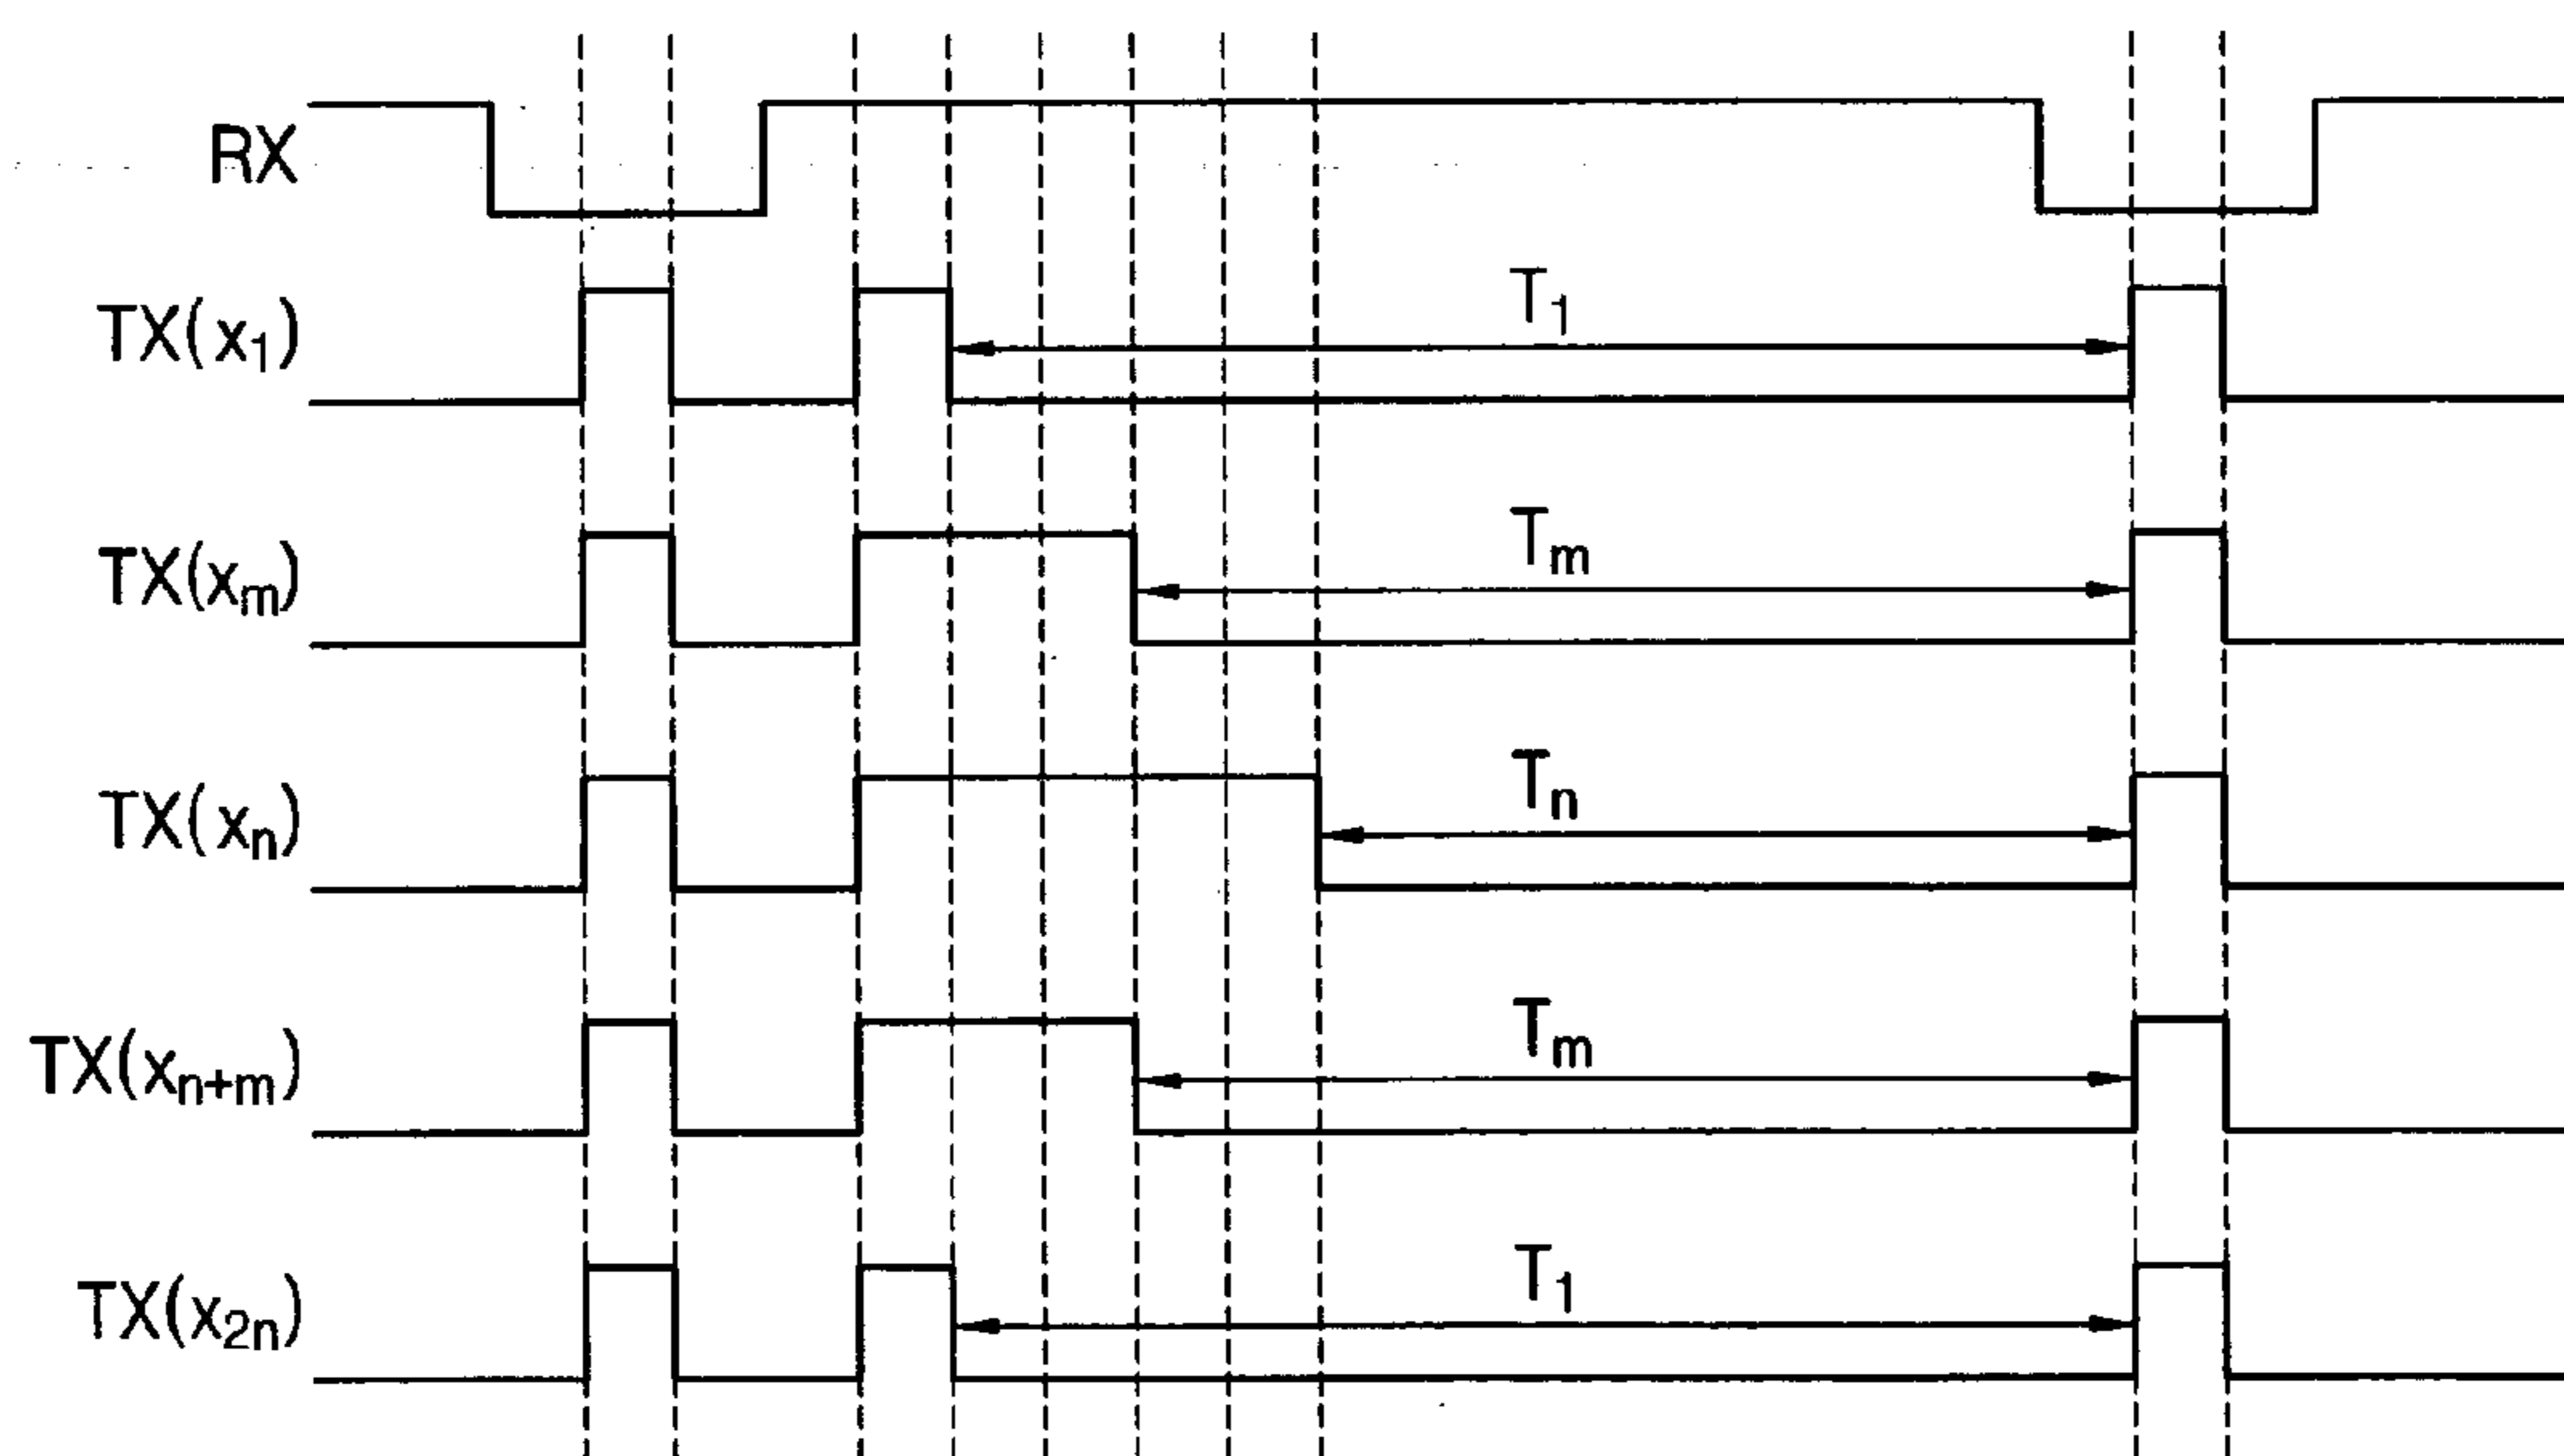 RX
TX(x₁) T₁
TX(xₘ) Tₘ
TX(xₙ) Tₙ
TX(xₙ₊ₘ) Tₘ
TX(x₂ₙ) T₁